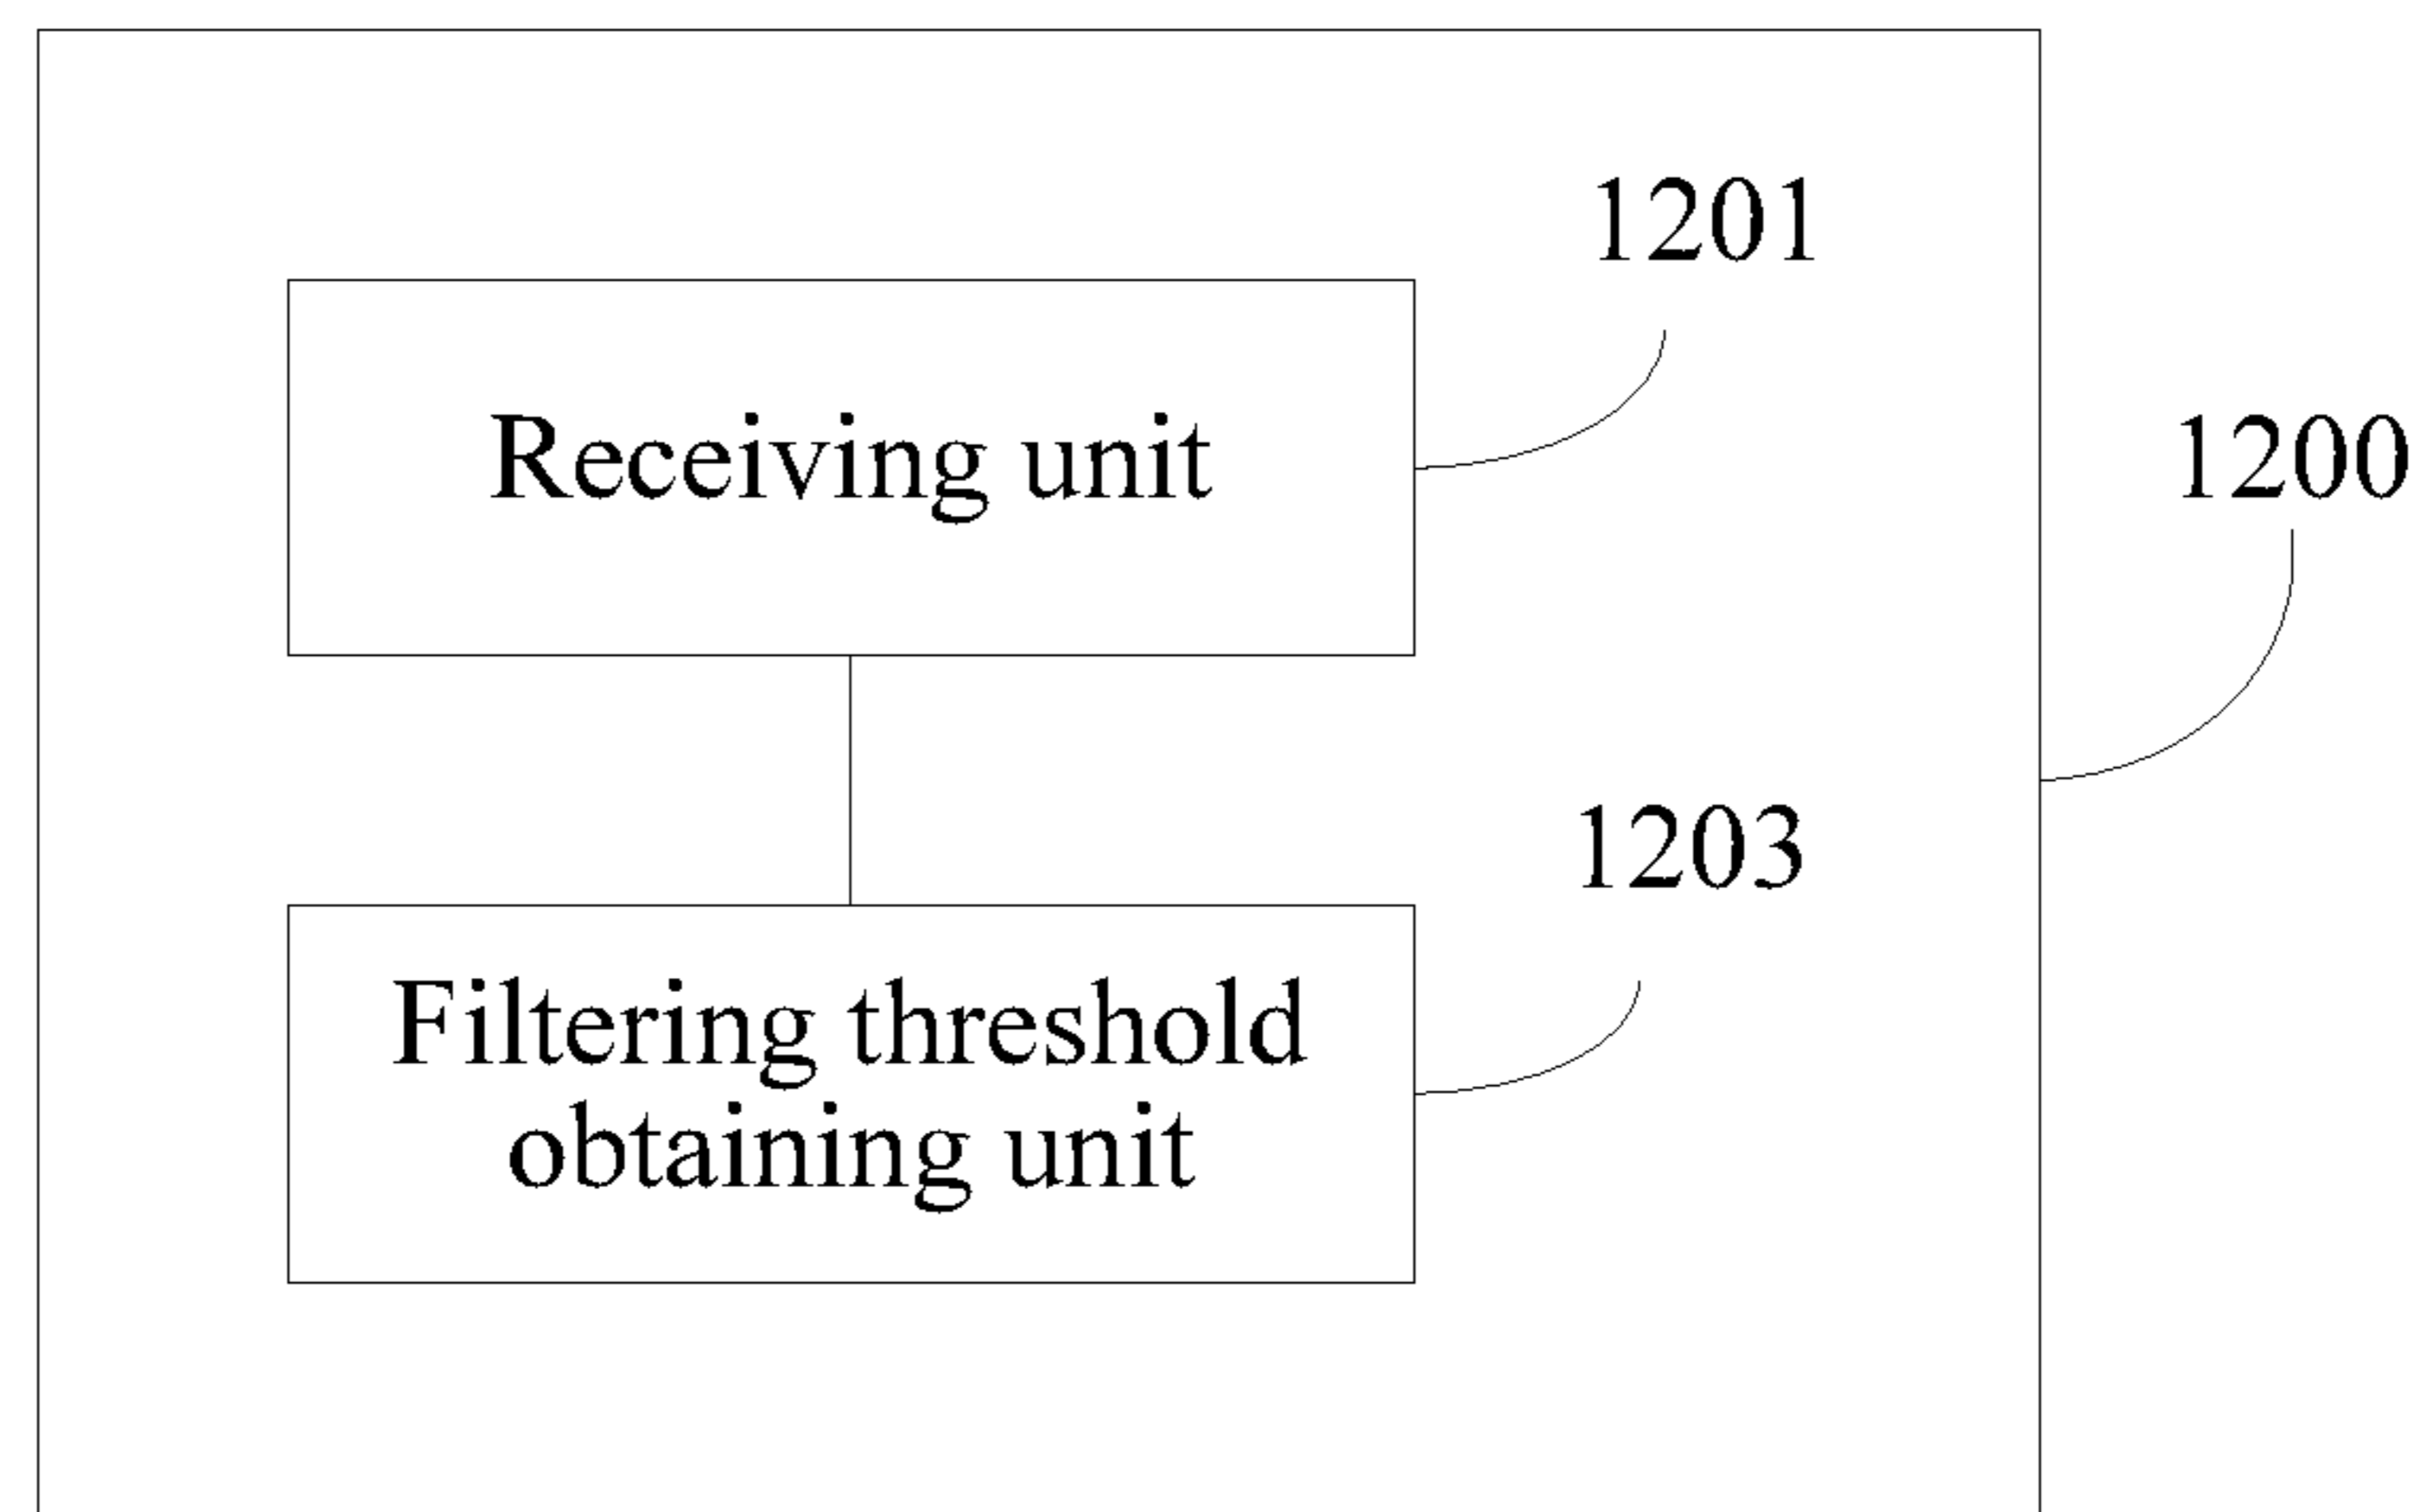 1201
Receiving unit
1200
1203
Filtering threshold
obtaining unit